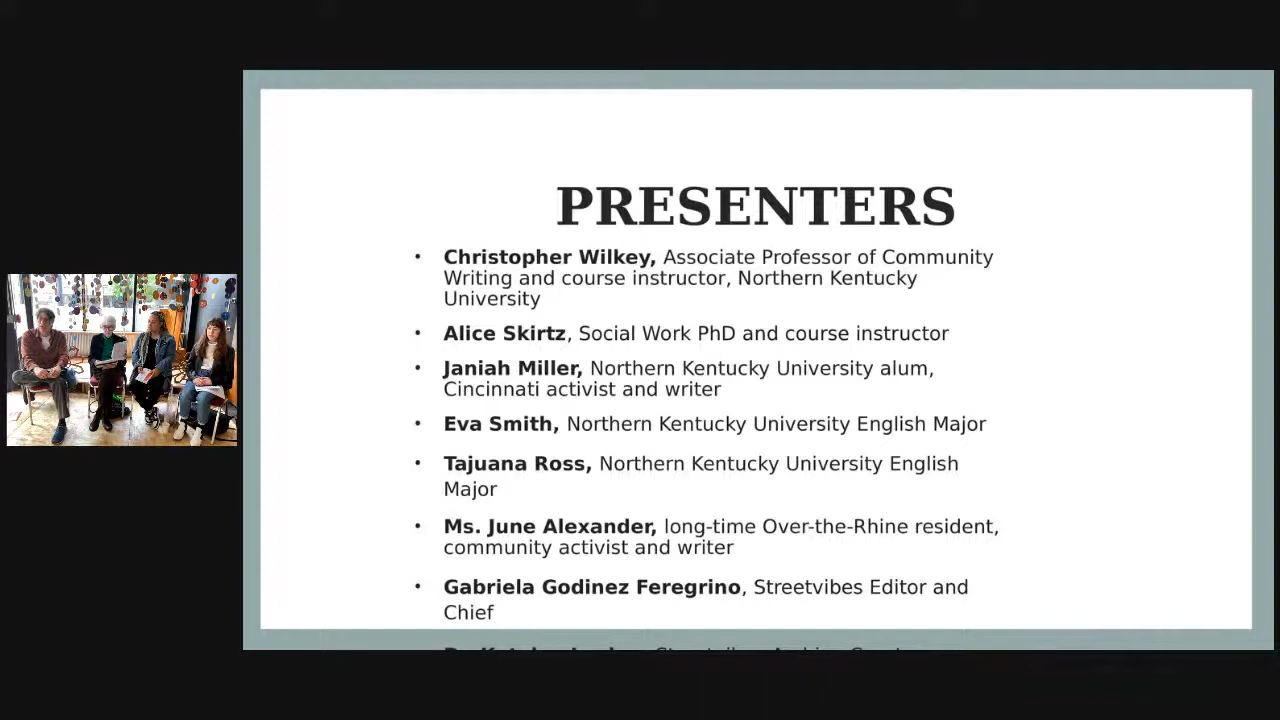 PRESENTERS
• Christopher Wilkey, Associate Professor of Community
Writing and course instructor, Northern Kentucky
University
• Alice Skirtz, Social Work PhD and course instructor
• Janiah Miller, Northern Kentucky University alum,
Cincinnati activist and writer
• Eva Smith, Northern Kentucky University English Major
• Tajuana Ross, Northern Kentucky University English
Major
• Ms. June Alexander, long-time Over-the-Rhine resident,
community activist and writer
• Gabriela Godinez Feregrino, Streetvibes Editor and
Chief